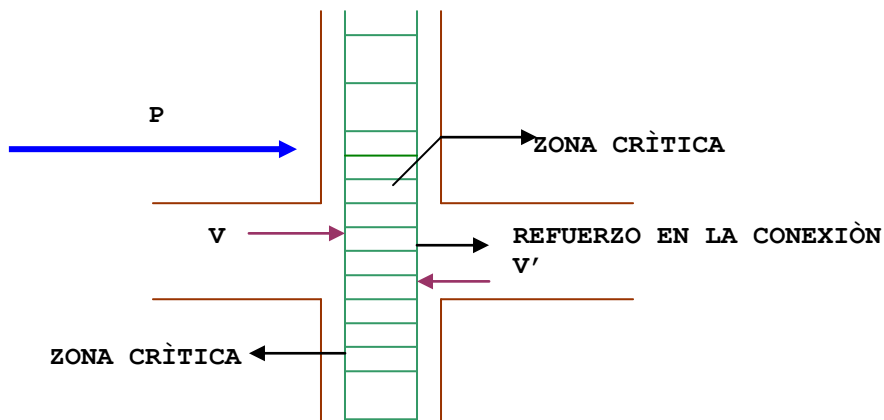 P
ZONA CRÌTICA
V
REFUERZO EN LA CONEXIÒN
V’
ZONA CRÌTICA